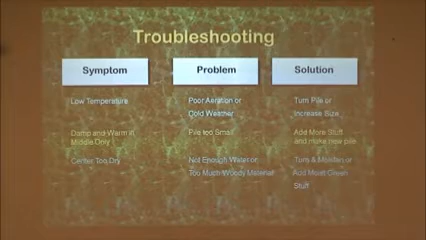 Troubleshooting
Symptom
Problem
Solution
Low Temperature
Poor Aeration or
Cold Weather
Turn Pile or
Increase Size
Damp and Warm in
Middle Only
Pile too Small
Add More Stuff
and make new pile
Center Too Dry
Not Enough Water or
Too Much Woody Material
Turn & Moisten or
Add Moist Green
Stuff